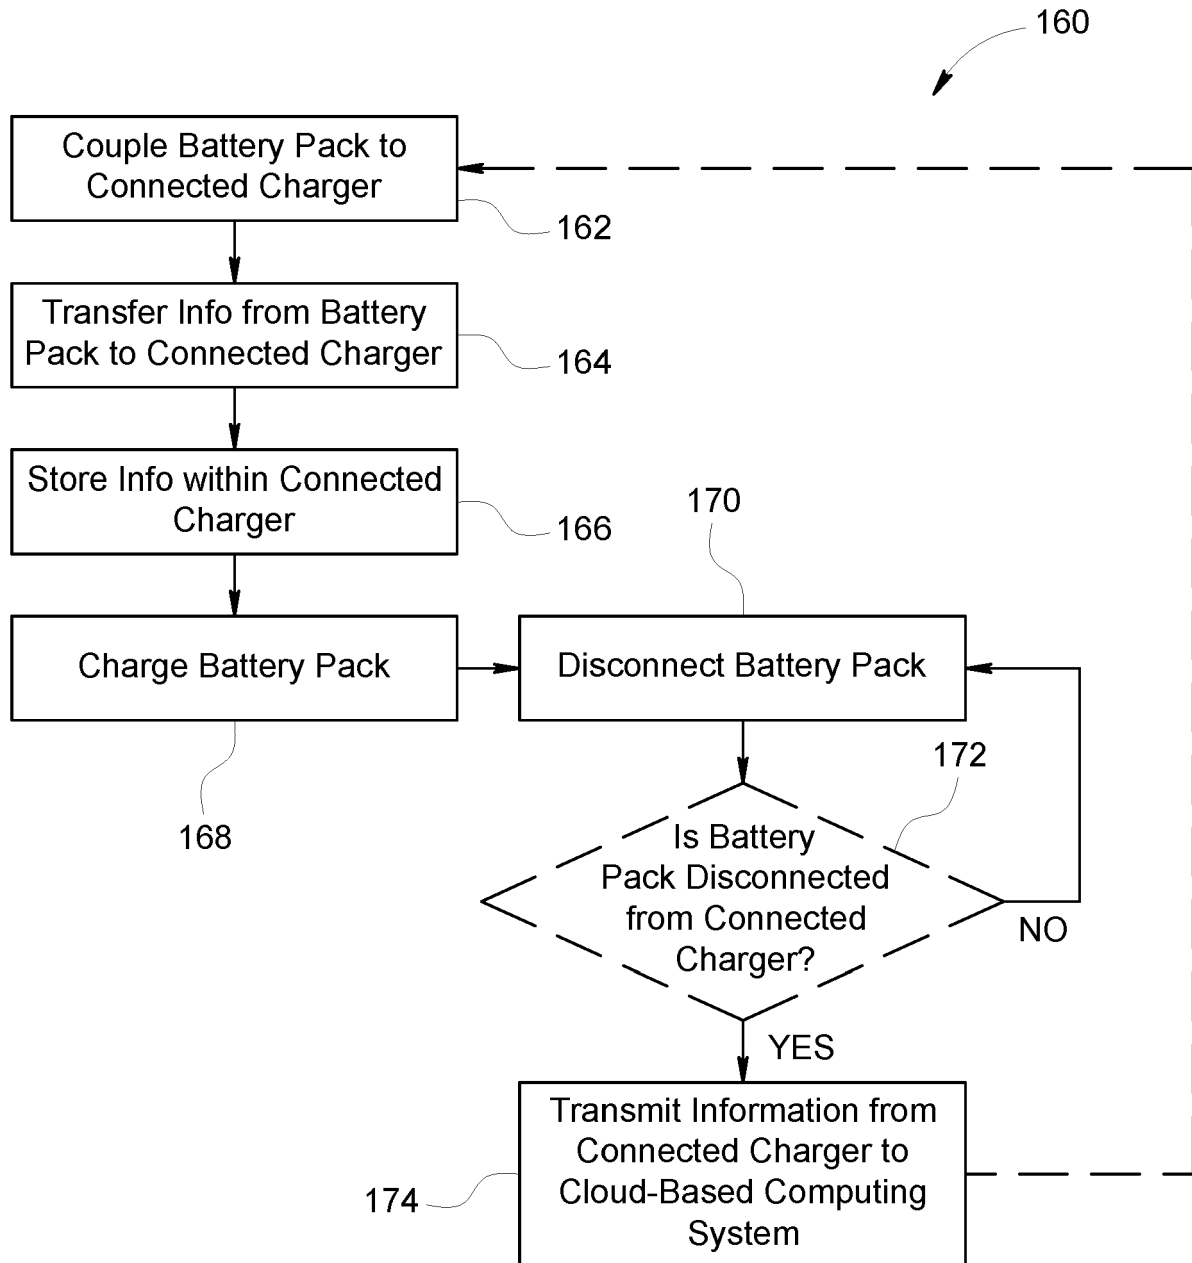 160
Couple Battery Pack to
Connected Charger
162
Transfer Info from Battery
Pack to Connected Charger
164
Store Info within Connected
Charger
166
170
Charge Battery Pack
Disconnect Battery Pack
168
172
Is Battery
Pack Disconnected
from Connected
Charger?
NO
YES
Transmit Information from
Connected Charger to
Cloud-Based Computing
System
174